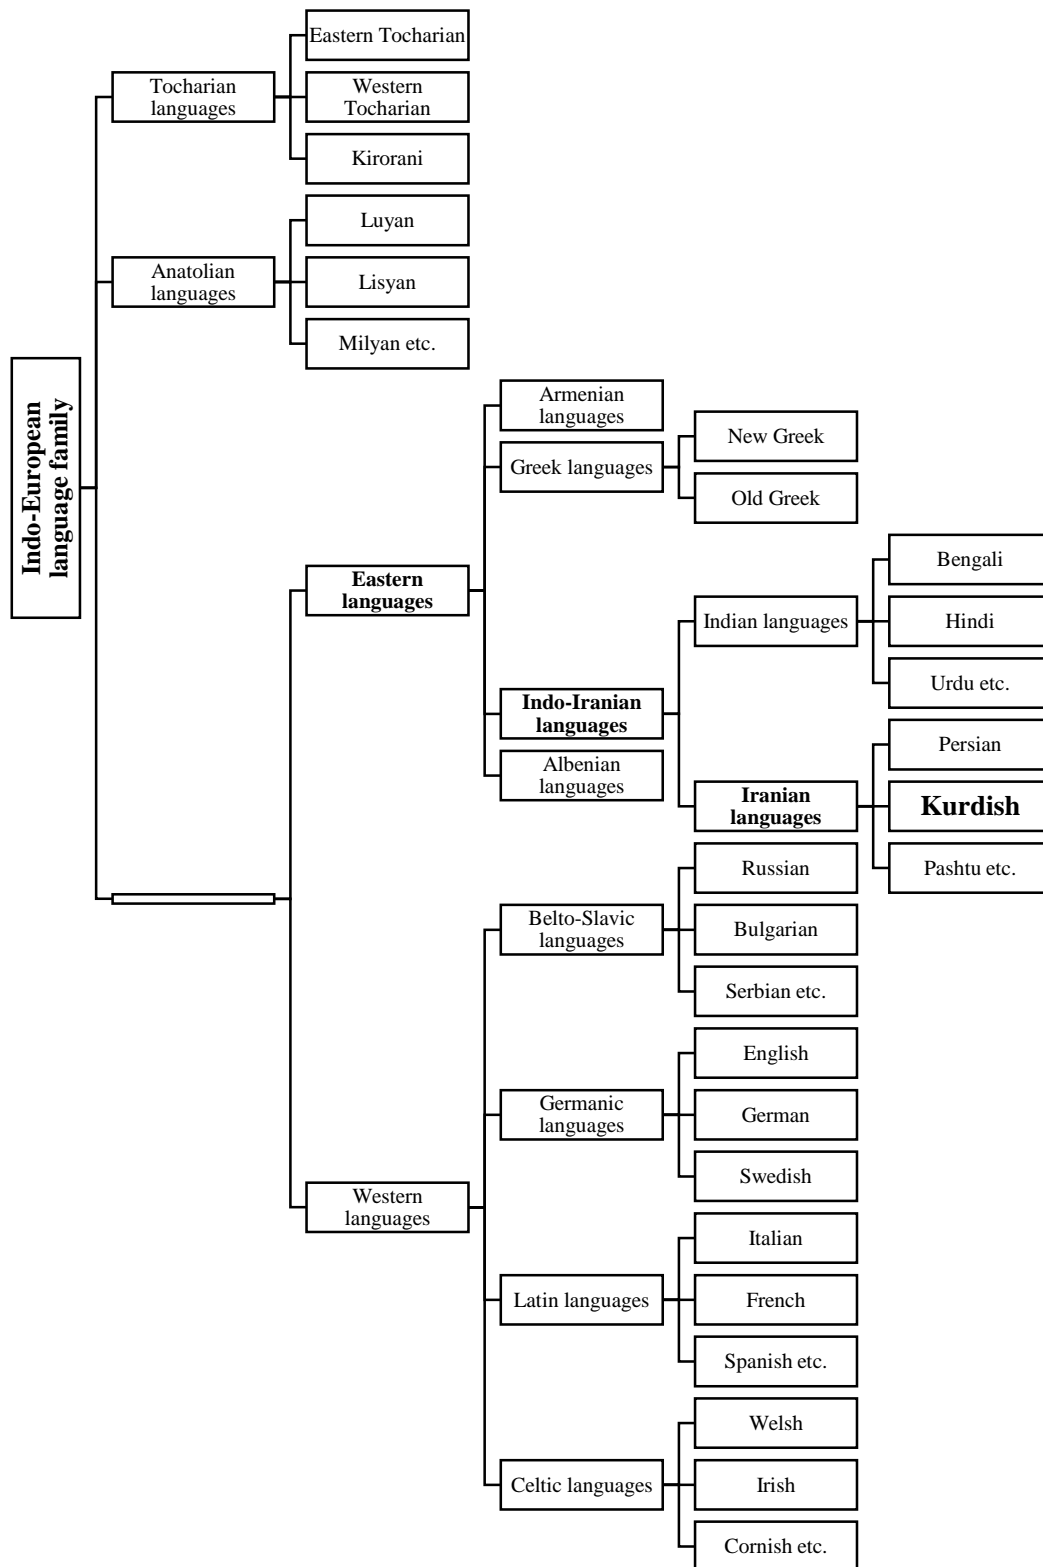 Eastern Tocharian
Tocharian
languages
Western
Tocharian
Kirorani
Luyan
Anatolian
languages
Lisyan
Milyan etc.
Indo-European
language family
Armenian
languages
New Greek
Greek languages
Old Greek
Eastern
languages
Bengali
Indian languages
Hindi
Urdu etc.
Indo-Iranian
languages
Persian
Albenian
languages
Iranian
languages
Kurdish
Pashtu etc.
Russian
Belto-Slavic
languages
Bulgarian
Serbian etc.
English
Germanic
languages
German
Swedish
Western
languages
Italian
Latin languages
French
Spanish etc.
Welsh
Celtic languages
Irish
Cornish etc.